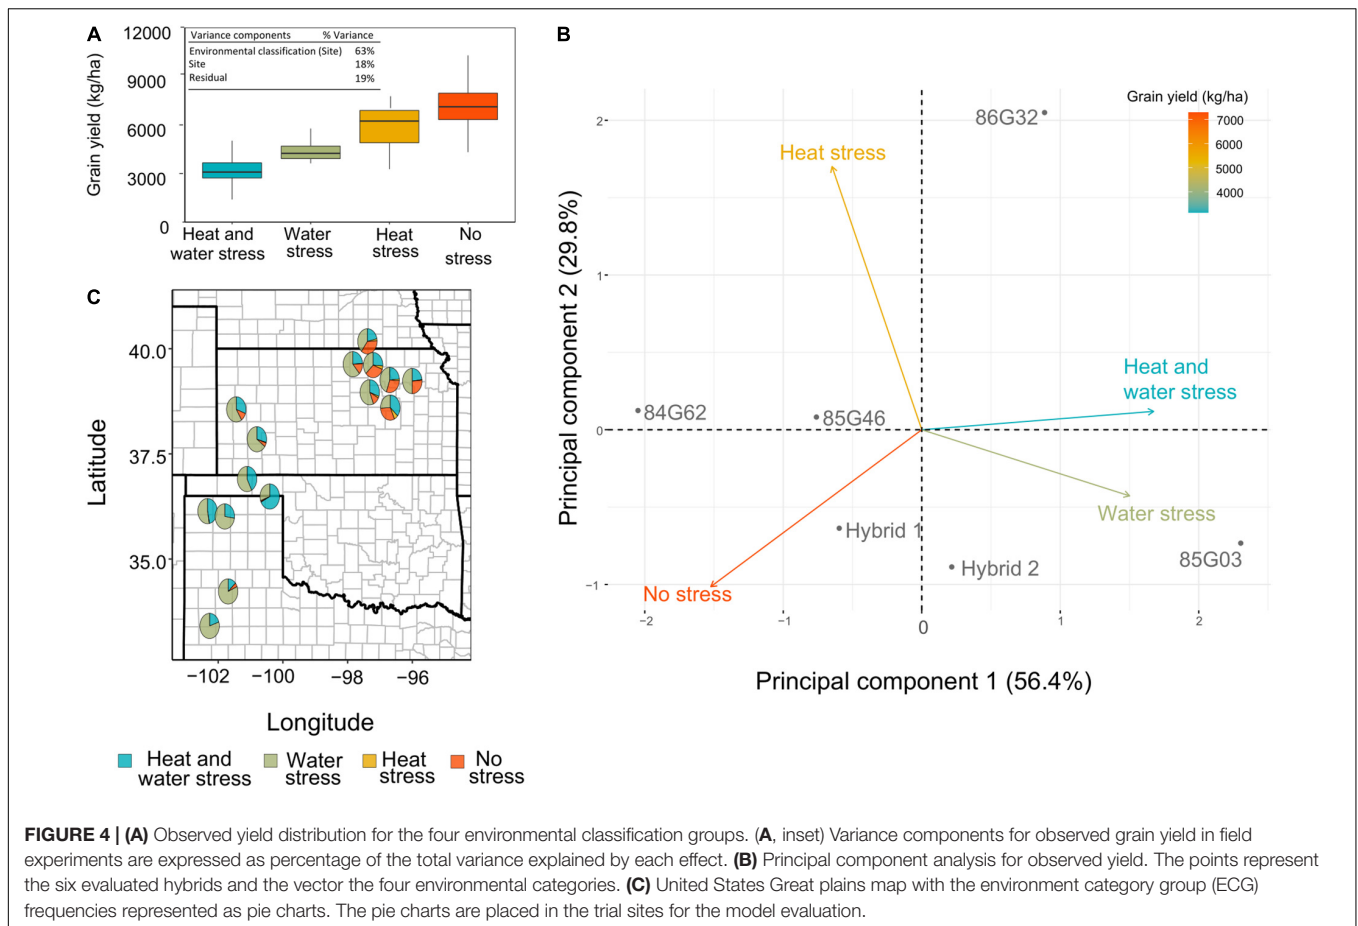 A
12000
9000
6000
3000
0
Grain yield (kg/ha)
Variance components % Variance
Environmental classification (Site) 63%
Site 18%
Residual 19%
Heat and water stress
Water stress
Heat stress
No stress
B
Grain yield (kg/ha)
7000
6000
5000
4000
86G32
Heat stress
Heat and
water stress
84G62
85G46
Water stress
Hybrid 1
Hybrid 2
85G03
No stress
2
1
0
−1
Principal component 2 (29.8%)
−2 −1 0 1 2
Principal component 1 (56.4%)
C
40.0
37.5
35.0
Latitude
−102 −100 −98 −96
Longitude
Heat and water stress
Water stress
Heat stress
No stress
FIGURE 4 | (A) Observed yield distribution for the four environmental classification groups. (A, inset) Variance components for observed grain yield in field
experiments are expressed as percentage of the total variance explained by each effect. (B) Principal component analysis for observed yield. The points represent
the six evaluated hybrids and the vector the four environmental categories. (C) United States Great plains map with the environment category group (ECG)
frequencies represented as pie charts. The pie charts are placed in the trial sites for the model evaluation.